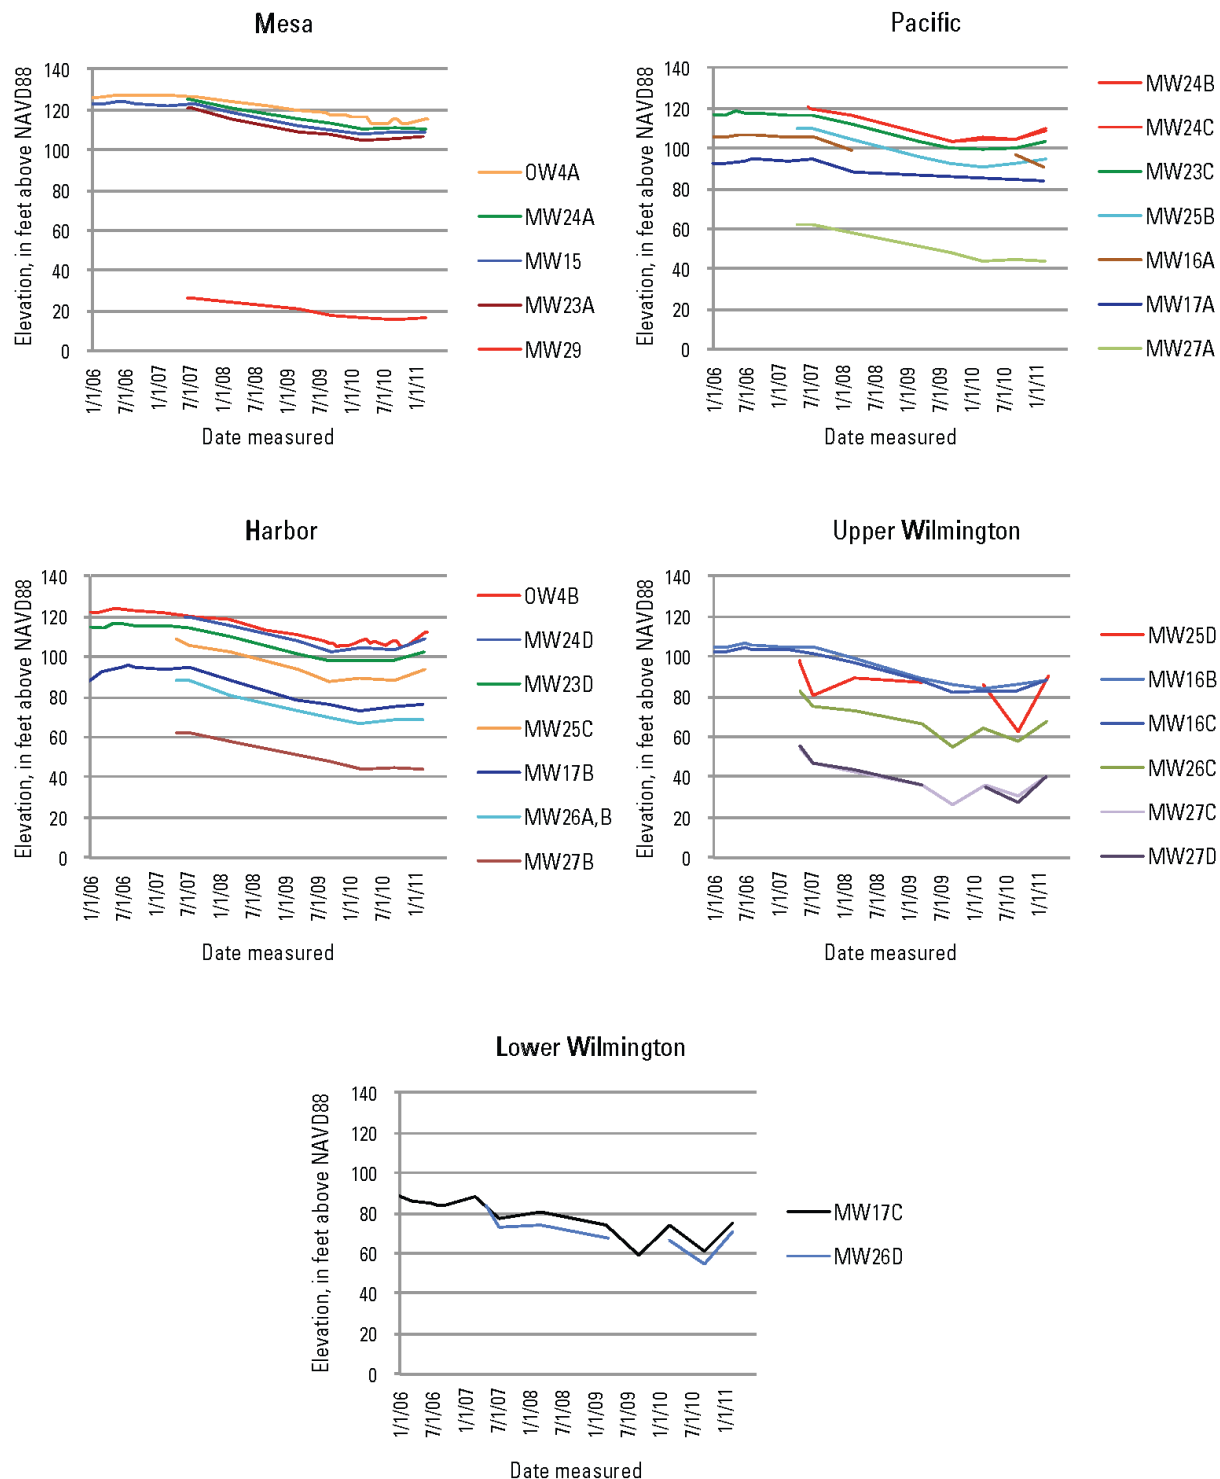 Mesa
Elevation, in feet above NAVD88
140
120
100
80
60
40
20
0
1/1/06
7/1/06
1/1/07
7/1/07
1/1/08
7/1/08
1/1/09
7/1/09
1/1/10
7/1/10
1/1/11
Date measured
OW4A
MW24A
MW15
MW23A
MW29
Pacific
Elevation, in feet above NAVD88
140
120
100
80
60
40
20
0
1/1/06
7/1/06
1/1/07
7/1/07
1/1/08
7/1/08
1/1/09
7/1/09
1/1/10
7/1/10
1/1/11
Date measured
MW24B
MW24C
MW23C
MW25B
MW16A
MW17A
MW27A
Harbor
Elevation, in feet above NAVD88
140
120
100
80
60
40
20
0
1/1/06
7/1/06
1/1/07
7/1/07
1/1/08
7/1/08
1/1/09
7/1/09
1/1/10
7/1/10
1/1/11
Date measured
OW4B
MW24D
MW23D
MW25C
MW17B
MW26A,B
MW27B
Upper Wilmington
Elevation, in feet above NAVD88
140
120
100
80
60
40
20
0
1/1/06
7/1/06
1/1/07
7/1/07
1/1/08
7/1/08
1/1/09
7/1/09
1/1/10
7/1/10
1/1/11
Date measured
MW25D
MW16B
MW16C
MW26C
MW27C
MW27D
Lower Wilmington
Elevation, in feet above NAVD88
140
120
100
80
60
40
20
0
1/1/06
7/1/06
1/1/07
7/1/07
1/1/08
7/1/08
1/1/09
7/1/09
1/1/10
7/1/10
1/1/11
Date measured
MW17C
MW26D